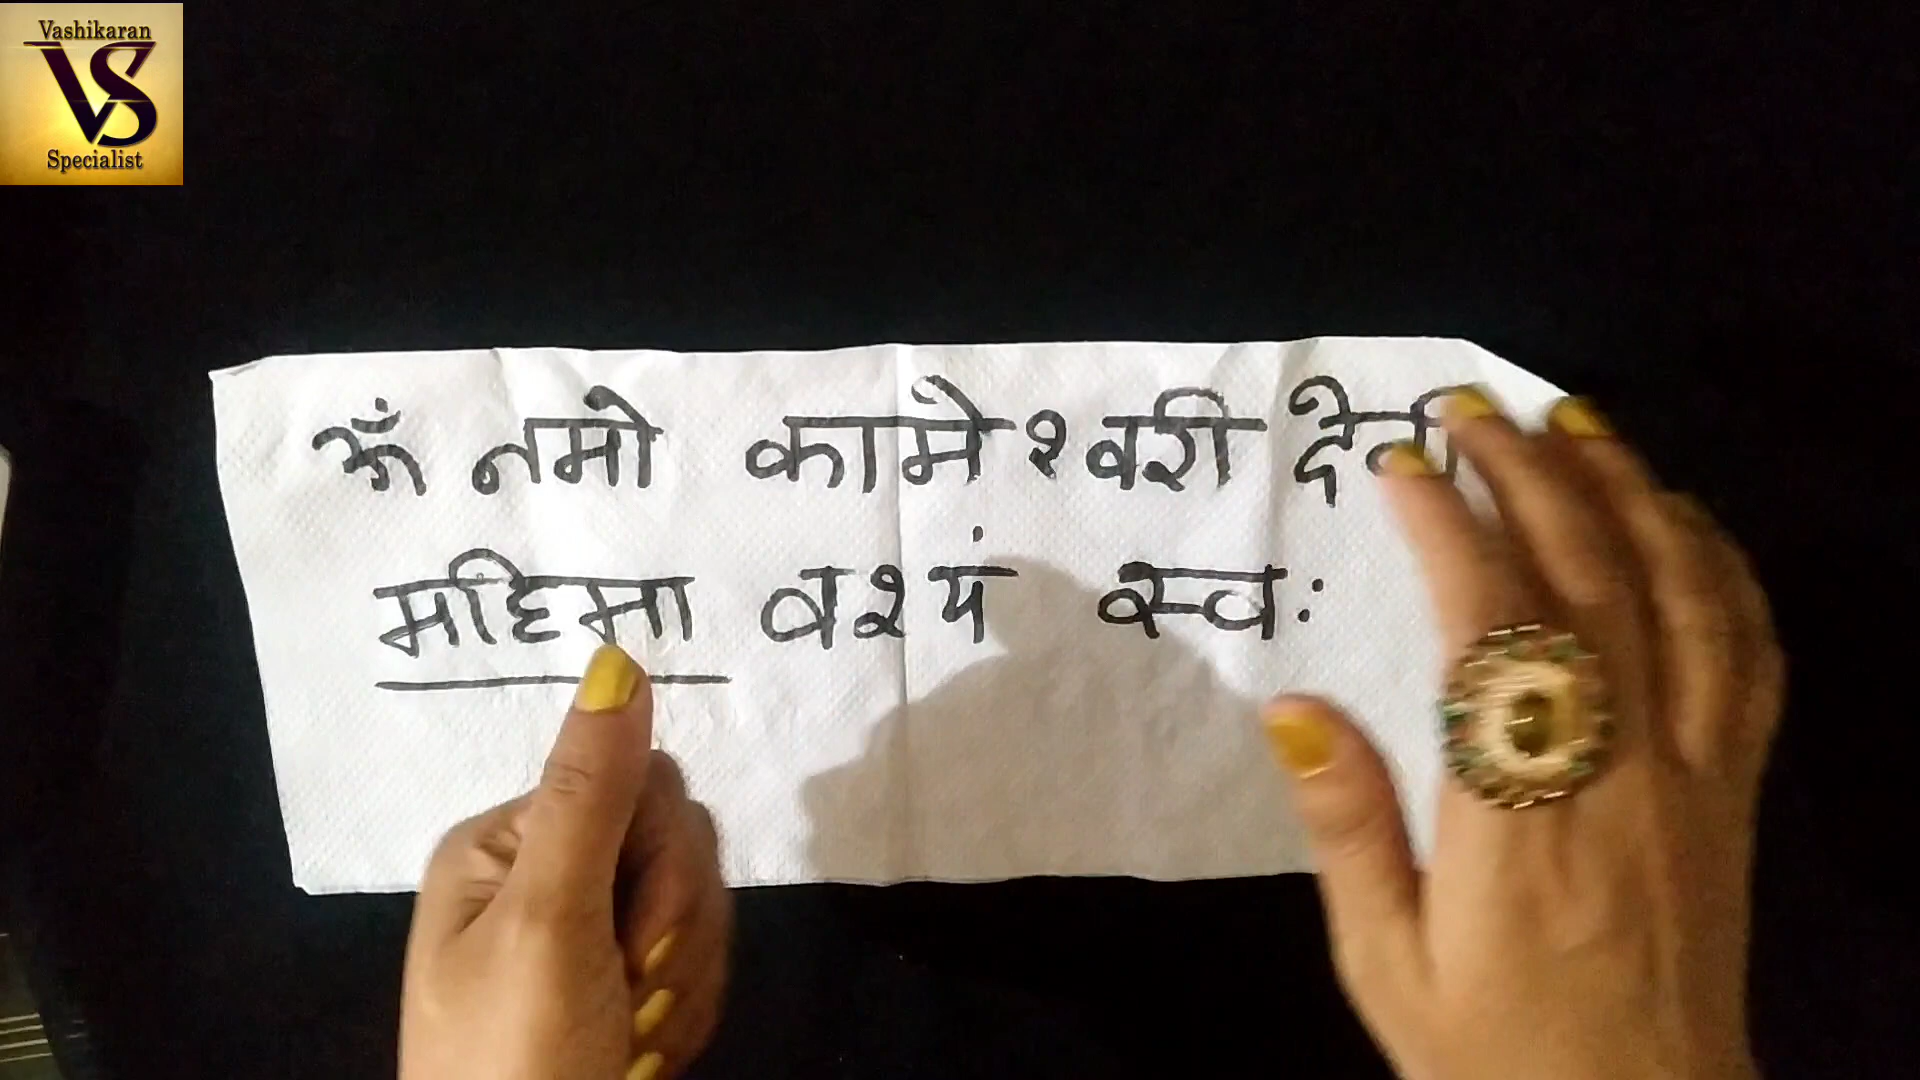 Vashikaran
VS
Specialist
ॐ नमो कामेश्वरी देवी
महिमा वश्यं स्वः